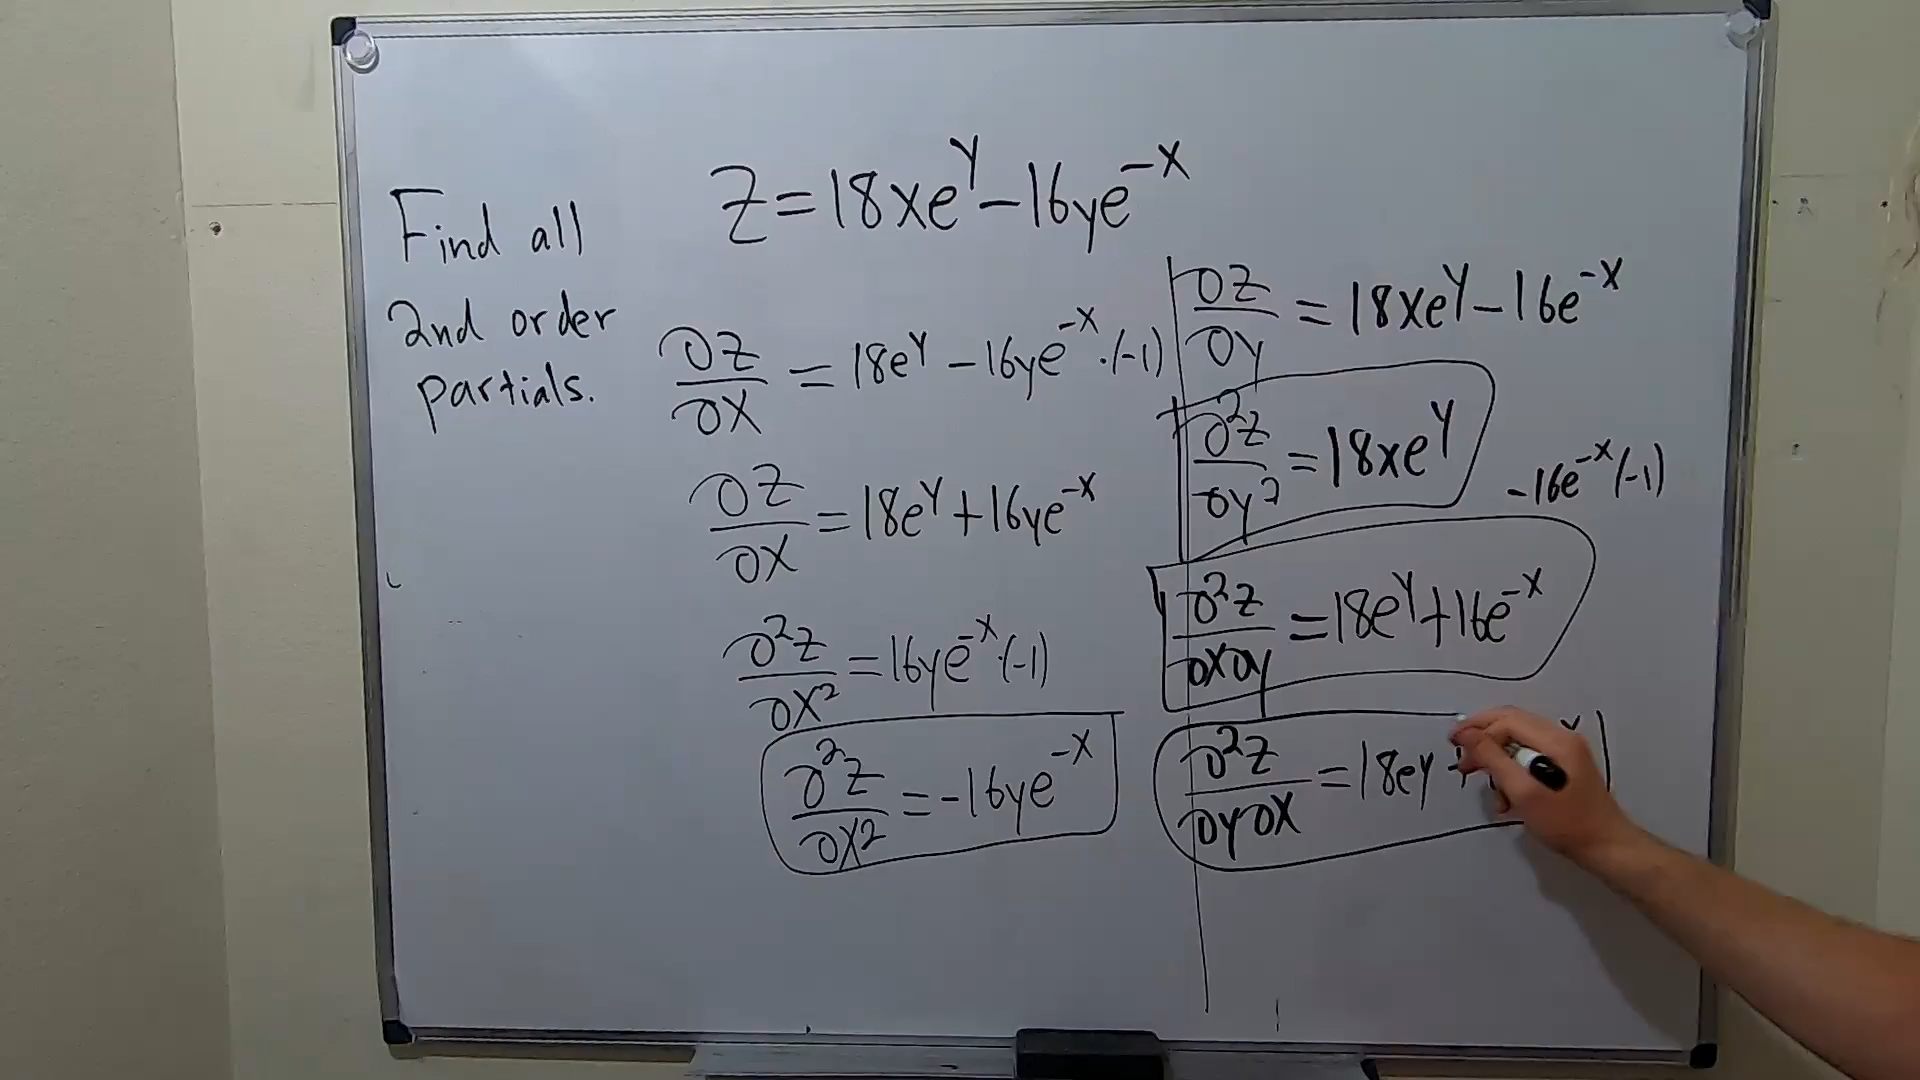 Find all
2nd order
partials.
z=18xe^y-16ye^-x
∂z/∂x = 18e^y - 16ye^-x·(-1)
∂z/∂x = 18e^y + 16ye^-x
∂²z/∂x² = 16ye^-x·(-1)
∂²z/∂x² = -16ye^-x
∂z/∂y = 18xe^y - 16e^-x
∂²z/∂y² = 18xe^y
-16e^-x(-1)
∂²z/∂x∂y = 18e^y+16e^-x
∂²z/∂y∂x = 18e^y +